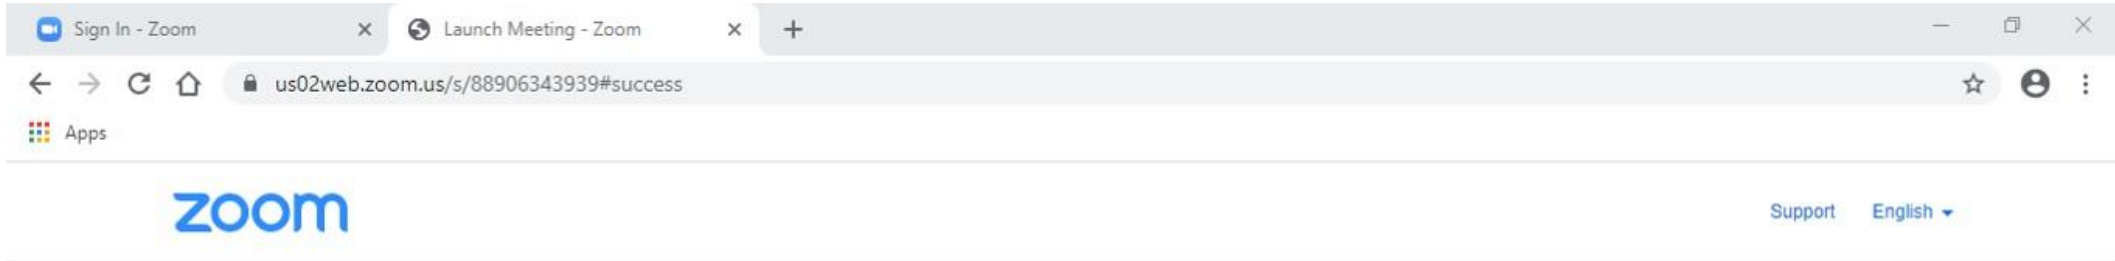 Sign In - Zoom Launch Meeting - Zoom
us02web.zoom.us/s/88906343939#success
Apps
zoom Support English